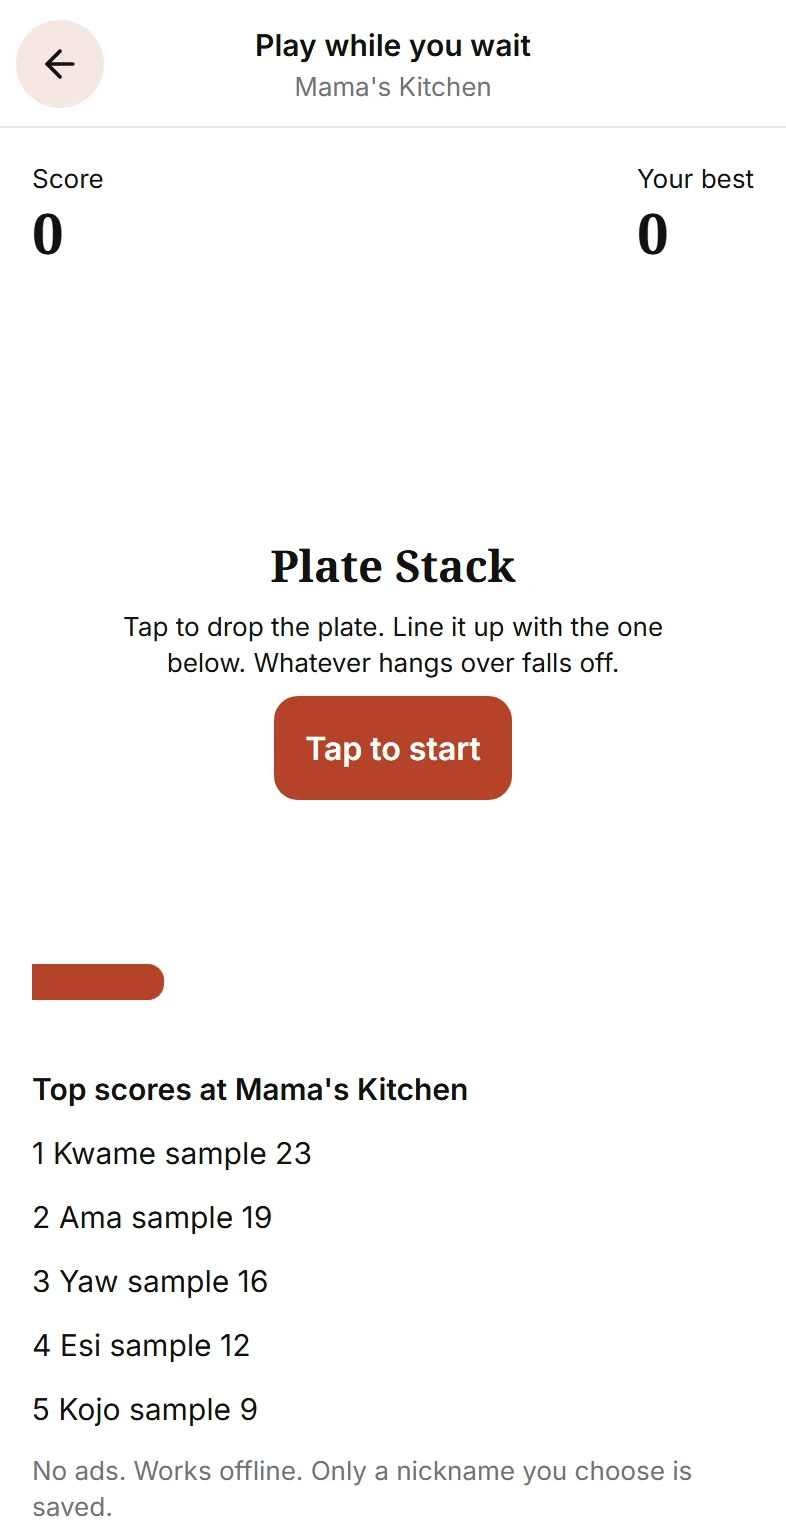 Play while you wait
Mama's Kitchen
Score
Your best
0
0
Plate Stack
Tap to drop the plate. Line it up with the one
below. Whatever hangs over falls off.
Tap to start
Top scores at Mama's Kitchen
1 Kwame sample 23
2 Ama sample 19
3 Yaw sample 16
4 Esi sample 12
5 Kojo sample 9
No ads. Works offline. Only a nickname you choose is
saved.